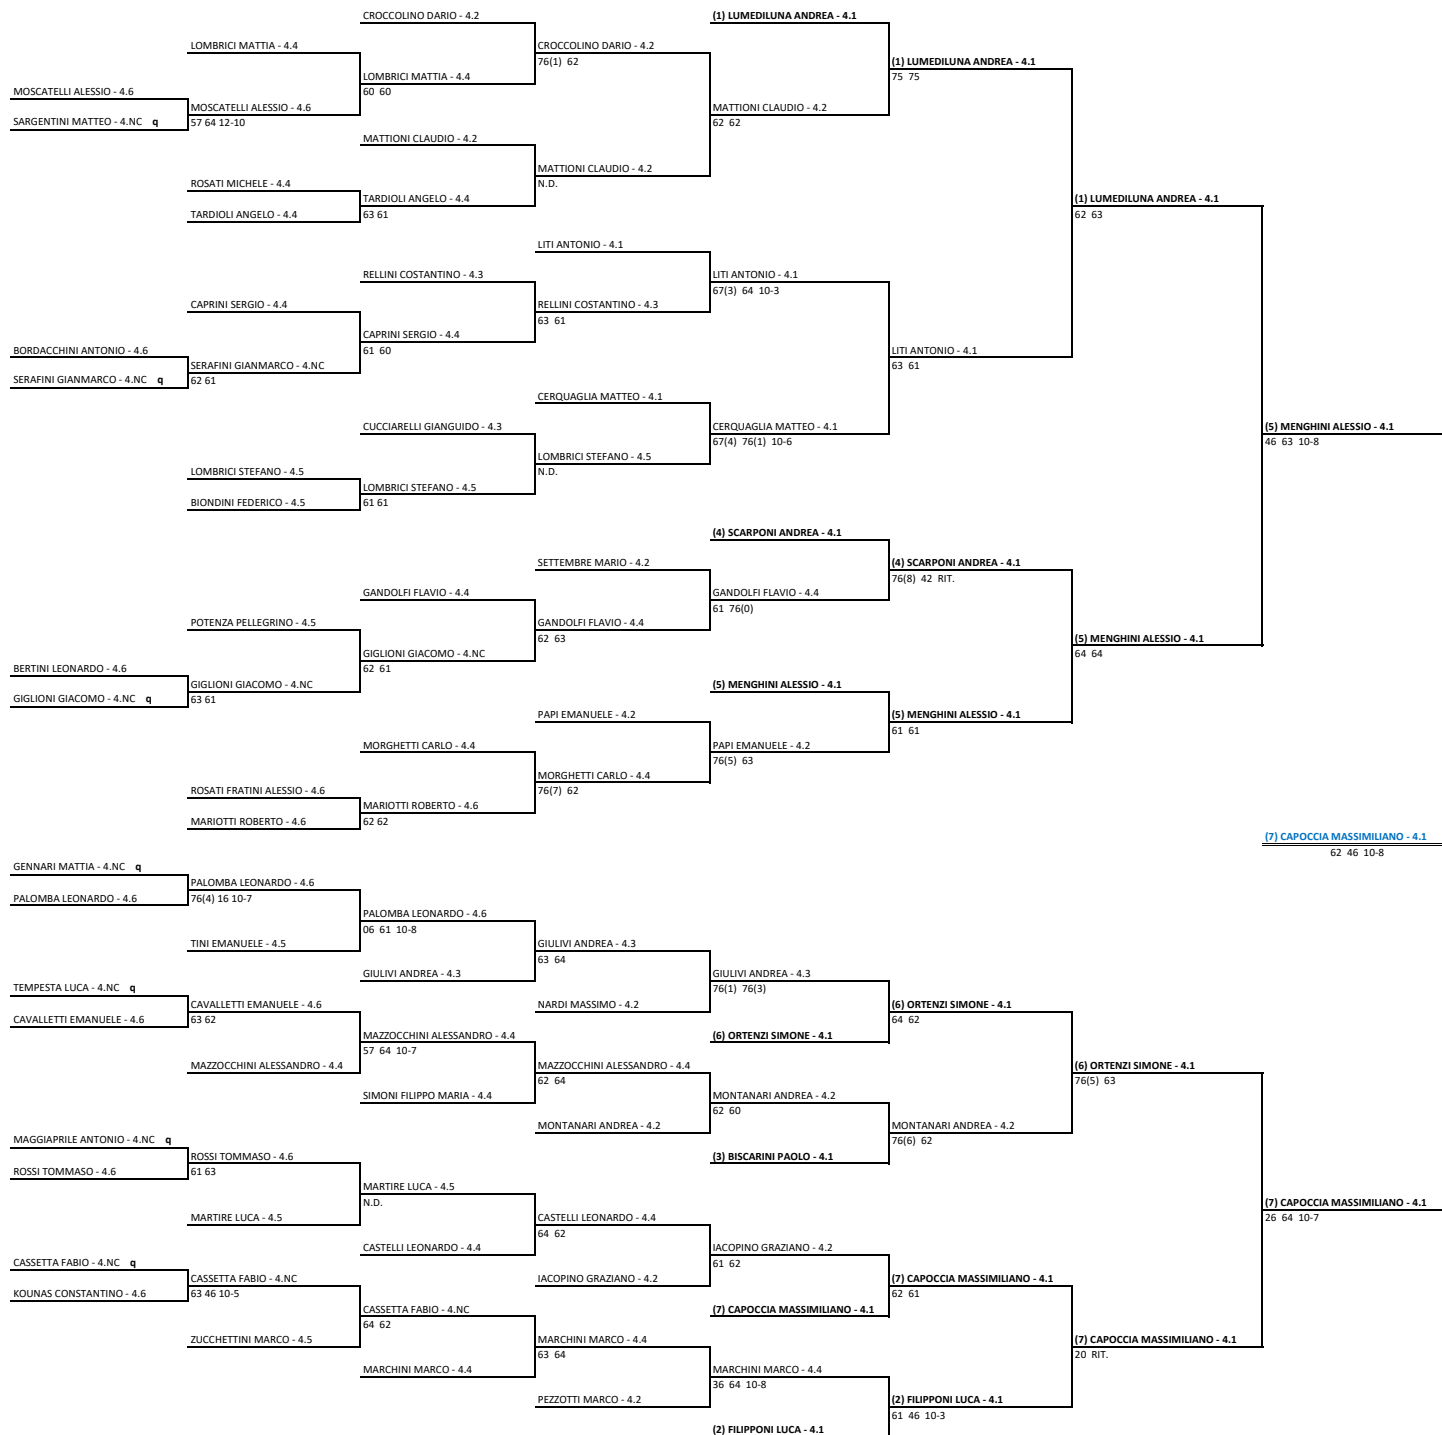 CROCCOLINO DARIO - 4.2
(1) LUMEDILUNA ANDREA - 4.1
LOMBRICI MATTIA - 4.4
CROCCOLINO DARIO - 4.2
76(1) 62
(1) LUMEDILUNA ANDREA - 4.1
75 75
LOMBRICI MATTIA - 4.4
60 60
MOSCATELLI ALESSIO - 4.6
MOSCATELLI ALESSIO - 4.6
57 64 12-10
MATTIONI CLAUDIO - 4.2
62 62
SARGENTINI MATTEO - 4.NC q
MATTIONI CLAUDIO - 4.2
MATTIONI CLAUDIO - 4.2
N.D.
ROSATI MICHELE - 4.4
TARDIOLI ANGELO - 4.4
63 61
(1) LUMEDILUNA ANDREA - 4.1
62 63
TARDIOLI ANGELO - 4.4
LITI ANTONIO - 4.1
RELLINI COSTANTINO - 4.3
LITI ANTONIO - 4.1
67(3) 64 10-3
CAPRINI SERGIO - 4.4
RELLINI COSTANTINO - 4.3
63 61
CAPRINI SERGIO - 4.4
61 60
BORDACCHINI ANTONIO - 4.6
LITI ANTONIO - 4.1
63 61
SERAFINI GIANMARCO - 4.NC
62 61
SERAFINI GIANMARCO - 4.NC q
CERQUAGLIA MATTEO - 4.1
CUCCIARELLI GIANGUIDO - 4.3
CERQUAGLIA MATTEO - 4.1
67(4) 76(1) 10-6
(5) MENGHINI ALESSIO - 4.1
46 63 10-8
LOMBRICI STEFANO - 4.5
LOMBRICI STEFANO - 4.5
N.D.
LOMBRICI STEFANO - 4.5
61 61
BIONDINI FEDERICO - 4.5
(4) SCARPONI ANDREA - 4.1
SETTEMBRE MARIO - 4.2
(4) SCARPONI ANDREA - 4.1
76(8) 42 RIT.
GANDOLFI FLAVIO - 4.4
GANDOLFI FLAVIO - 4.4
61 76(0)
POTENZA PELLEGRINO - 4.5
GANDOLFI FLAVIO - 4.4
62 63
(5) MENGHINI ALESSIO - 4.1
64 64
GIGLIONI GIACOMO - 4.NC
62 61
BERTINI LEONARDO - 4.6
GIGLIONI GIACOMO - 4.NC
63 61
(5) MENGHINI ALESSIO - 4.1
GIGLIONI GIACOMO - 4.NC q
PAPI EMANUELE - 4.2
(5) MENGHINI ALESSIO - 4.1
61 61
MORGHETTI CARLO - 4.4
PAPI EMANUELE - 4.2
76(5) 63
MORGHETTI CARLO - 4.4
76(7) 62
ROSATI FRATINI ALESSIO - 4.6
MARIOTTI ROBERTO - 4.6
62 62
MARIOTTI ROBERTO - 4.6
(7) CAPOCCIA MASSIMILIANO - 4.1
62 46 10-8
GENNARI MATTIA - 4.NC q
PALOMBA LEONARDO - 4.6
76(4) 16 10-7
PALOMBA LEONARDO - 4.6
PALOMBA LEONARDO - 4.6
06 61 10-8
TINI EMANUELE - 4.5
GIULIVI ANDREA - 4.3
63 64
GIULIVI ANDREA - 4.3
GIULIVI ANDREA - 4.3
76(1) 76(3)
TEMPESTA LUCA - 4.NC q
CAVALLETTI EMANUELE - 4.6
63 62
NARDI MASSIMO - 4.2
(6) ORTENZI SIMONE - 4.1
64 62
CAVALLETTI EMANUELE - 4.6
MAZZOCCHINI ALESSANDRO - 4.4
57 64 10-7
(6) ORTENZI SIMONE - 4.1
MAZZOCCHINI ALESSANDRO - 4.4
MAZZOCCHINI ALESSANDRO - 4.4
62 64
(6) ORTENZI SIMONE - 4.1
76(5) 63
SIMONI FILIPPO MARIA - 4.4
MONTANARI ANDREA - 4.2
62 60
MONTANARI ANDREA - 4.2
MONTANARI ANDREA - 4.2
76(6) 62
MAGGIAPRILE ANTONIO - 4.NC q
ROSSI TOMMASO - 4.6
61 63
(3) BISCARINI PAOLO - 4.1
ROSSI TOMMASO - 4.6
MARTIRE LUCA - 4.5
N.D.
(7) CAPOCCIA MASSIMILIANO - 4.1
26 64 10-7
MARTIRE LUCA - 4.5
CASTELLI LEONARDO - 4.4
64 62
CASTELLI LEONARDO - 4.4
IACOPINO GRAZIANO - 4.2
61 62
CASSETTA FABIO - 4.NC q
CASSETTA FABIO - 4.NC
63 46 10-5
IACOPINO GRAZIANO - 4.2
(7) CAPOCCIA MASSIMILIANO - 4.1
62 61
KOUNAS CONSTANTINO - 4.6
CASSETTA FABIO - 4.NC
64 62
(7) CAPOCCIA MASSIMILIANO - 4.1
ZUCCHETTINI MARCO - 4.5
MARCHINI MARCO - 4.4
63 64
(7) CAPOCCIA MASSIMILIANO - 4.1
20 RIT.
MARCHINI MARCO - 4.4
MARCHINI MARCO - 4.4
36 64 10-8
PEZZOTTI MARCO - 4.2
(2) FILIPPONI LUCA - 4.1
61 46 10-3
(2) FILIPPONI LUCA - 4.1